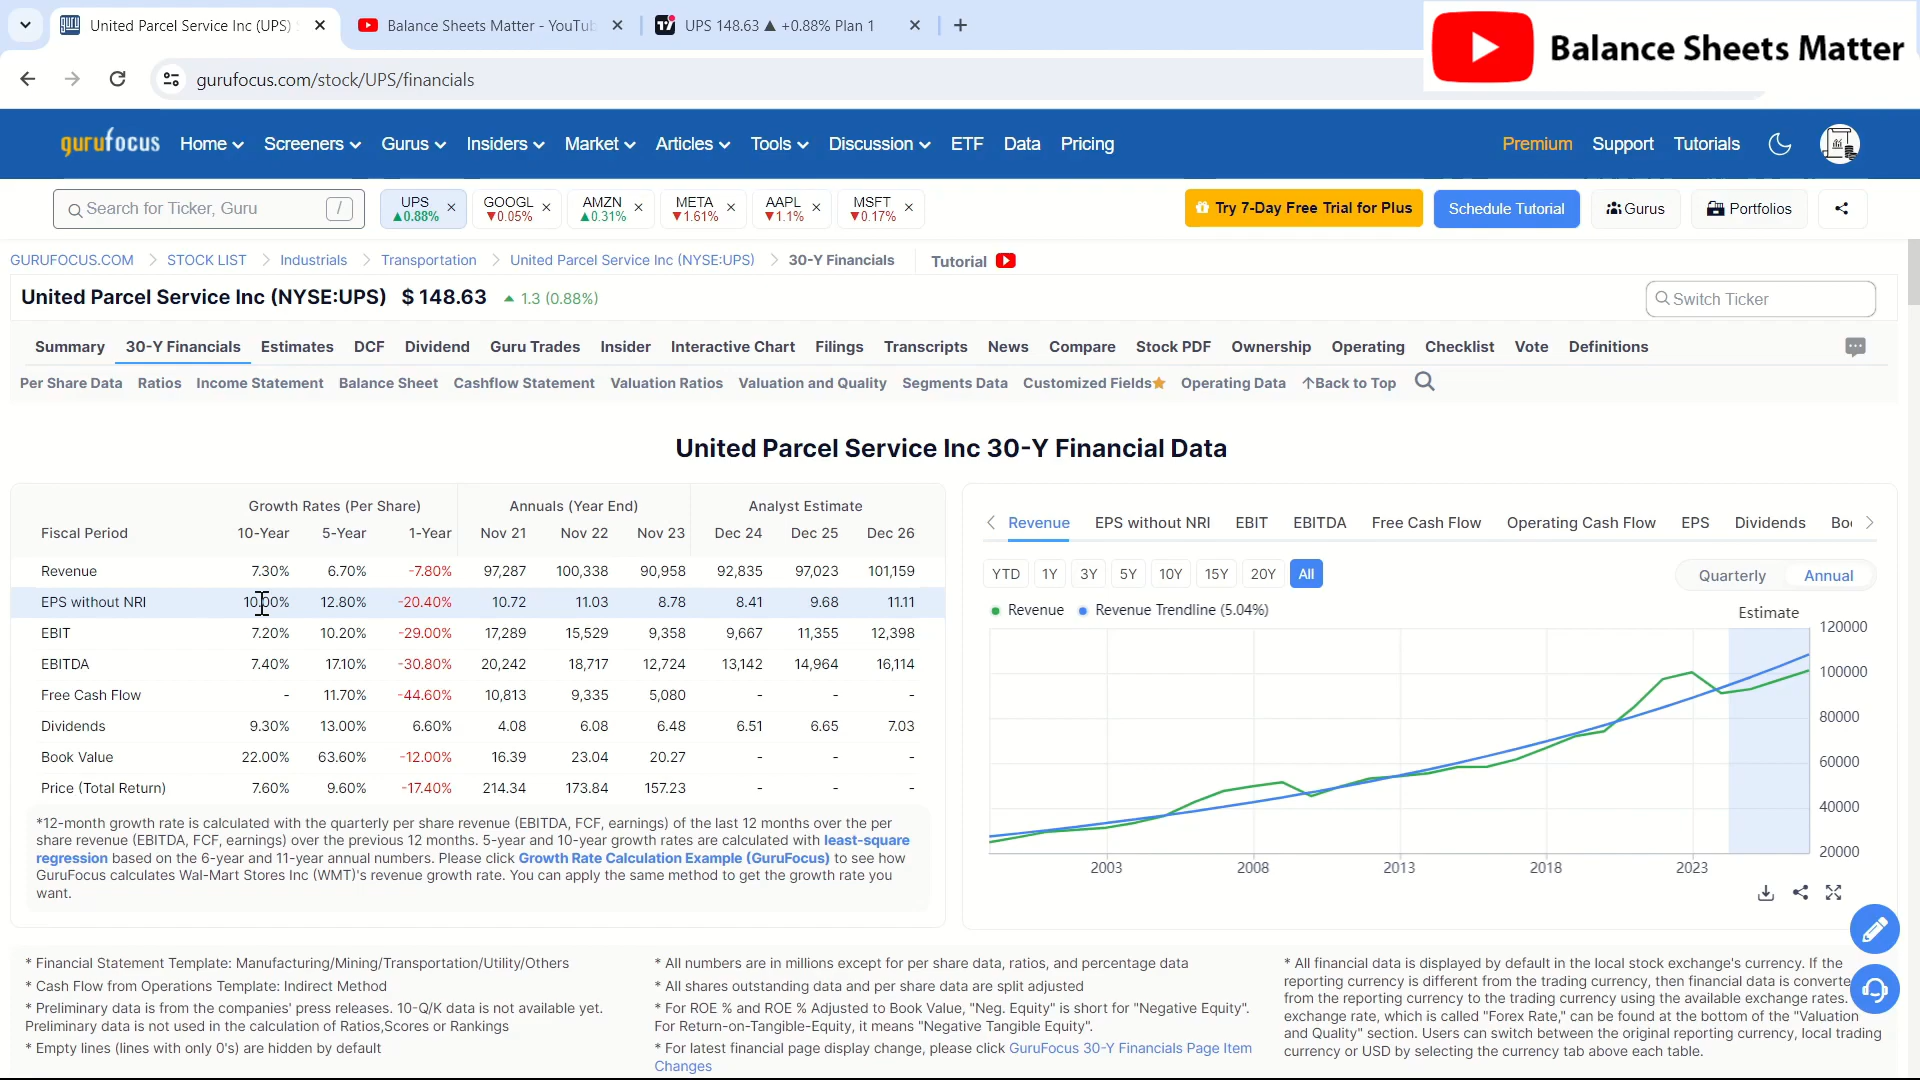 United Parcel Service Inc (UPS)
Balance Sheets Matter - YouTu
UPS 148.63 ▲ +0.88% Plan 1
Balance Sheets Matter
gurufocus.com/stock/UPS/financials
gurufocus Home Screeners Gurus Insiders Market Articles Tools Discussion ETF Data Pricing Premium Support Tutorials
Search for Ticker, Guru /
UPS GOOGL AMZN META AAPL MSFT
▲0.88% ▼0.05% ▲0.31% ▼1.61% ▼1.1% ▼0.17%
Try 7-Day Free Trial for Plus Schedule Tutorial Gurus Portfolios
GURUFOCUS.COM STOCK LIST Industrials Transportation United Parcel Service Inc (NYSE:UPS) 30-Y Financials Tutorial
United Parcel Service Inc (NYSE:UPS) $ 148.63 ▲ 1.3 (0.88%) Switch Ticker
Summary 30-Y Financials Estimates DCF Dividend Guru Trades Insider Interactive Chart Filings Transcripts News Compare Stock PDF Ownership Operating Checklist Vote Definitions
Per Share Data Ratios Income Statement Balance Sheet Cashflow Statement Valuation Ratios Valuation and Quality Segments Data Customized Fields Operating Data ↑Back to Top
United Parcel Service Inc 30-Y Financial Data
Growth Rates (Per Share) Annuals (Year End) Analyst Estimate
Fiscal Period 10-Year 5-Year 1-Year Nov 21 Nov 22 Nov 23 Dec 24 Dec 25 Dec 26
Revenue 7.30% 6.70% -7.80% 97,287 100,338 90,958 92,835 97,023 101,159
EPS without NRI 10.00% 12.80% -20.40% 10.72 11.03 8.78 8.41 9.68 11.11
EBIT 7.20% 10.20% -29.00% 17,289 15,529 9,358 9,667 11,355 12,398
EBITDA 7.40% 17.10% -30.80% 20,242 18,717 12,724 13,142 14,964 16,114
Free Cash Flow - 11.70% -44.60% 10,813 9,335 5,080 - - -
Dividends 9.30% 13.00% 6.60% 4.08 6.08 6.48 6.51 6.65 7.03
Book Value 22.00% 63.60% -12.00% 16.39 23.04 20.27 - - -
Price (Total Return) 7.60% 9.60% -17.40% 214.34 173.84 157.23 - - -
*12-month growth rate is calculated with the quarterly per share revenue (EBITDA, FCF, earnings) of the last 12 months over the per
share revenue (EBITDA, FCF, earnings) over the previous 12 months. 5-year and 10-year growth rates are calculated with least-square
regression based on the 6-year and 11-year annual numbers. Please click Growth Rate Calculation Example (GuruFocus) to see how
GuruFocus calculates Wal-Mart Stores Inc (WMT)'s revenue growth rate. You can apply the same method to get the growth rate you
want.
Revenue EPS without NRI EBIT EBITDA Free Cash Flow Operating Cash Flow EPS Dividends Bo
YTD 1Y 3Y 5Y 10Y 15Y 20Y All Quarterly Annual
Revenue Revenue Trendline (5.04%)
Estimate
120000
100000
80000
60000
40000
20000
2003 2008 2013 2018 2023
* Financial Statement Template: Manufacturing/Mining/Transportation/Utility/Others
* Cash Flow from Operations Template: Indirect Method
* Preliminary data is from the companies' press releases. 10-Q/K data is not available yet.
Preliminary data is not used in the calculation of Ratios,Scores or Rankings
* Empty lines (lines with only 0's) are hidden by default
* All numbers are in millions except for per share data, ratios, and percentage data
* All shares outstanding data and per share data are split adjusted
* For ROE % and ROE % Adjusted to Book Value, "Neg. Equity" is short for "Negative Equity".
For Return-on-Tangible-Equity, it means "Negative Tangible Equity".
* For latest financial page display change, please click GuruFocus 30-Y Financials Page Item
Changes
* All financial data is displayed by default in the local stock exchange's currency. If the
reporting currency is different from the trading currency, then financial data is converte
from the reporting currency to the trading currency using the available exchange rates.
exchange rate, which is called "Forex Rate," can be found at the bottom of the "Valuation
and Quality" section. Users can switch between the original reporting currency, local trading
currency or USD by selecting the currency tab above each table.